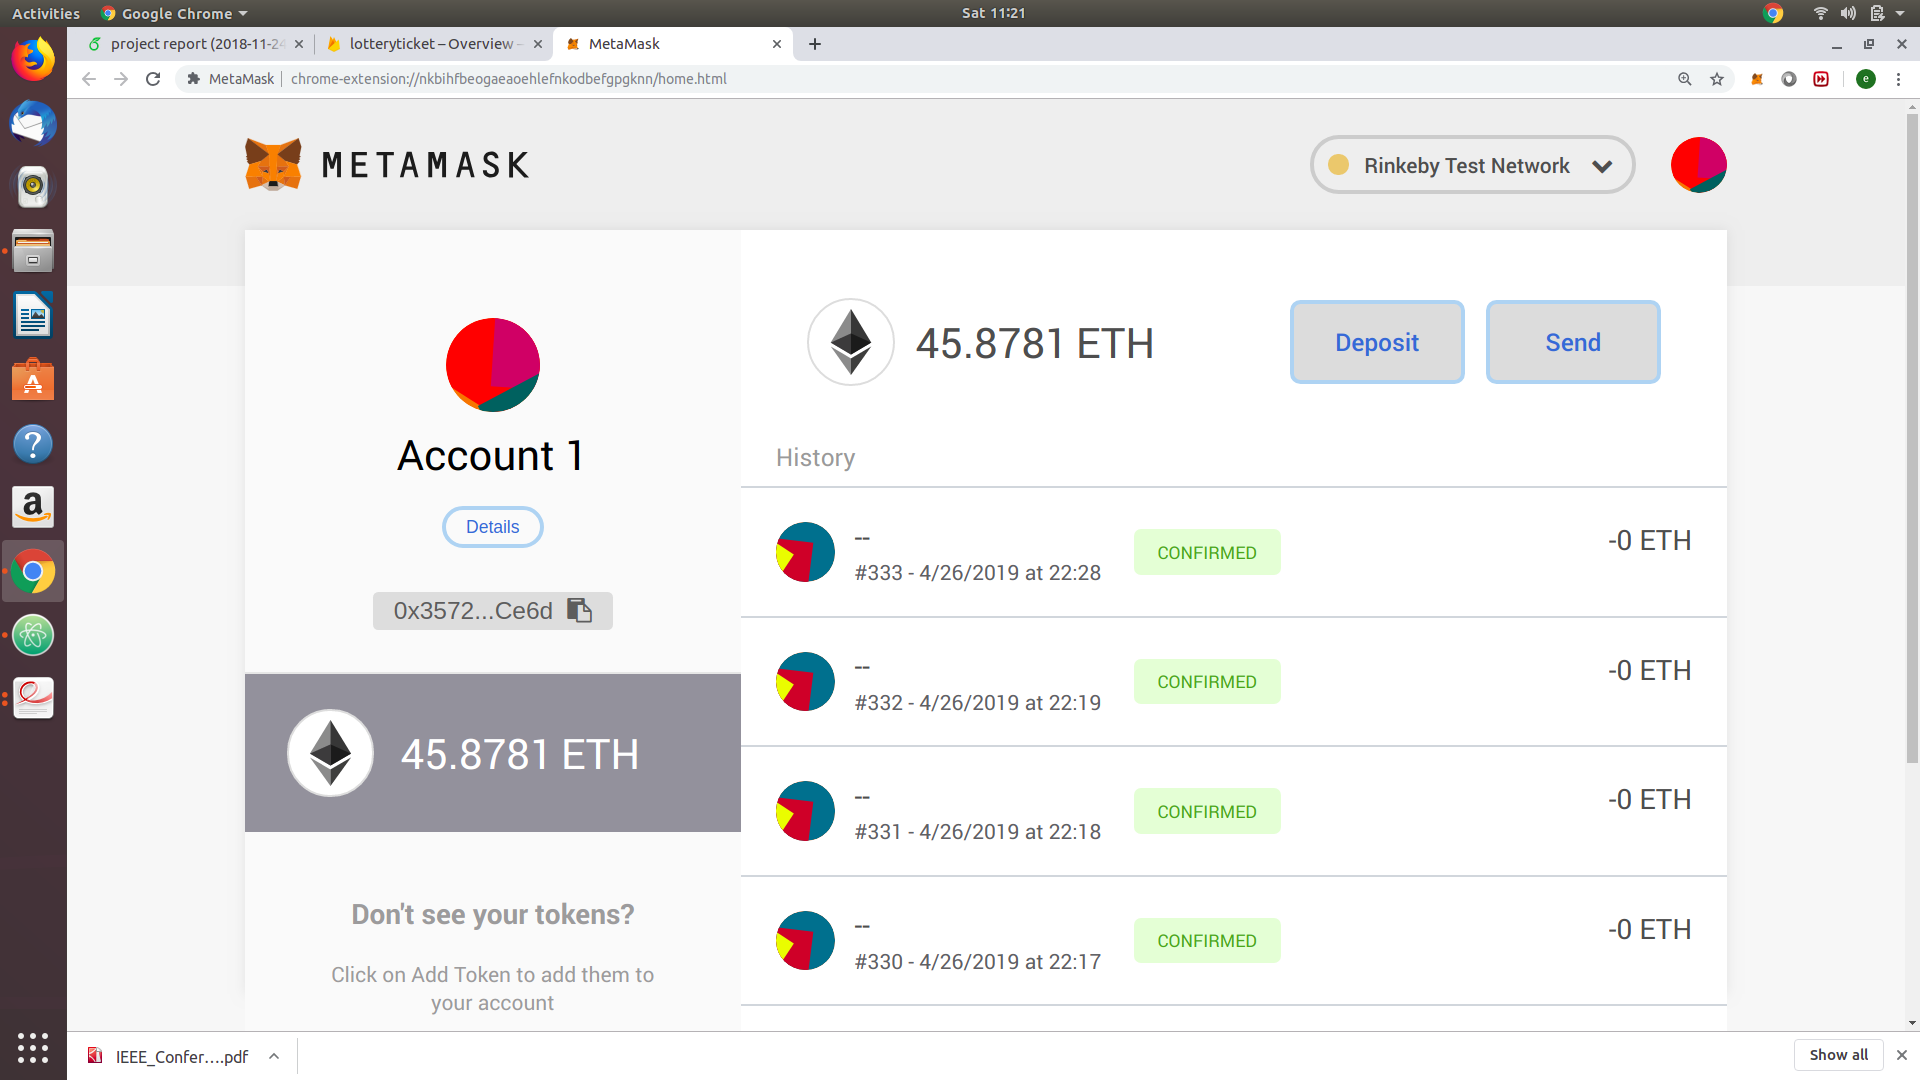 Activities
Google Chrome
Sat 11:21
project report (2018-11-24
lotteryticket – Overview -
MetaMask
MetaMask
chrome-extension://nkbihfbeogaeaoehlefnkodbefgpgknn/home.html
e
METAMASK
Rinkeby Test Network
45.8781 ETH
Deposit
Send
Account 1
Details
0x3572...Ce6d
45.8781 ETH
Don't see your tokens?
Click on Add Token to add them to
your account
History
--
#333 - 4/26/2019 at 22:28
CONFIRMED
-0 ETH
--
#332 - 4/26/2019 at 22:19
CONFIRMED
-0 ETH
--
#331 - 4/26/2019 at 22:18
CONFIRMED
-0 ETH
--
#330 - 4/26/2019 at 22:17
CONFIRMED
-0 ETH
IEEE_Confer....pdf
Show all